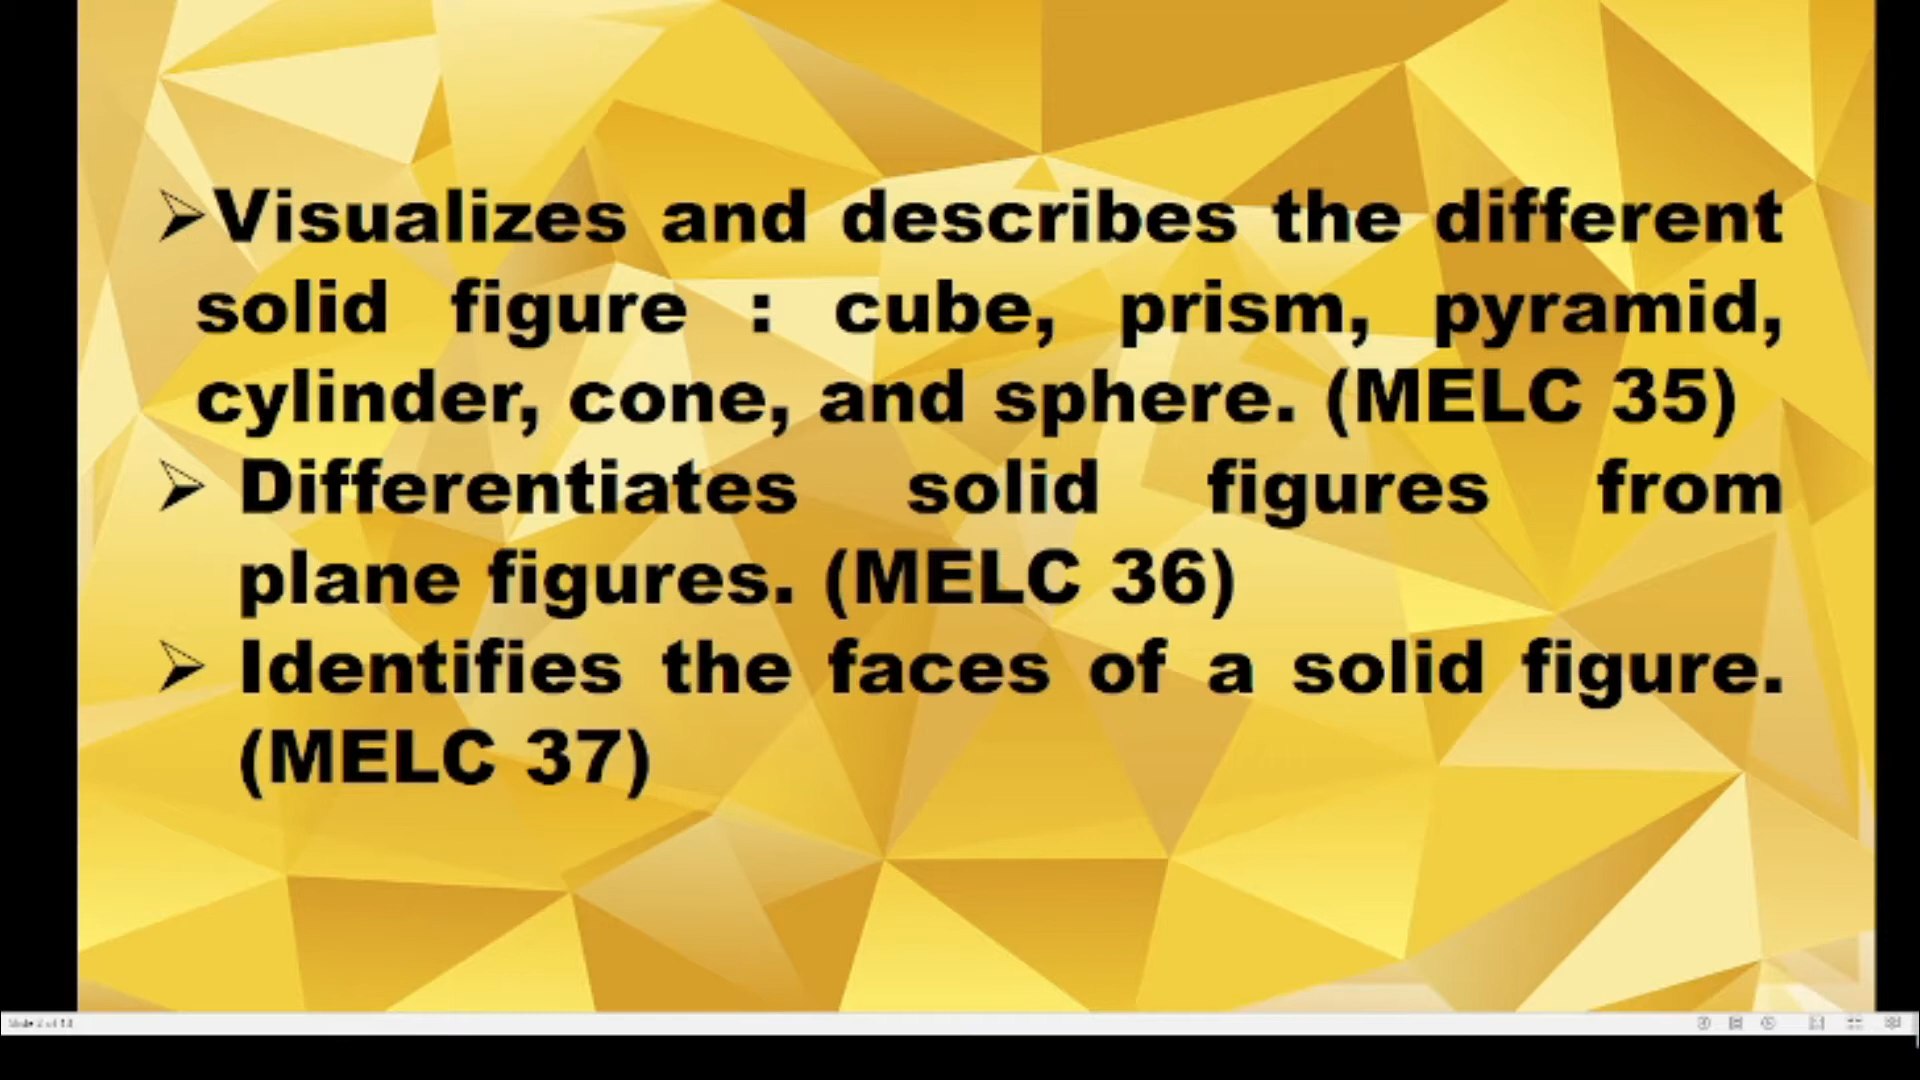 ➢Visualizes and describes the different
solid figure : cube, prism, pyramid,
cylinder, cone, and sphere. (MELC 35)
➢ Differentiates solid figures from
plane figures. (MELC 36)
➢ Identifies the faces of a solid figure.
(MELC 37)